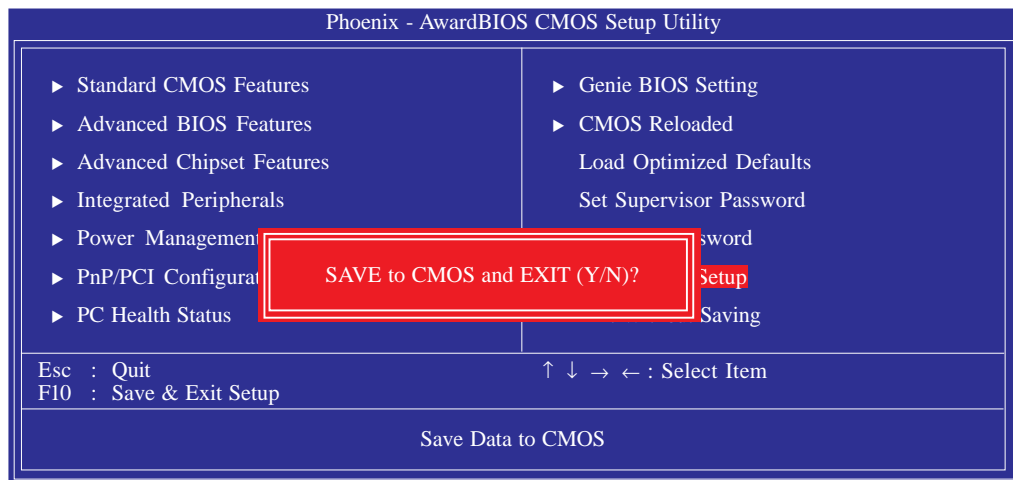 Phoenix - AwardBIOS CMOS Setup Utility
▶ Standard CMOS Features
▶ Advanced BIOS Features
▶ Advanced Chipset Features
▶ Integrated Peripherals
▶ Power Management
▶ PnP/PCI Configurat
▶ PC Health Status
▶ Genie BIOS Setting
▶ CMOS Reloaded
Load Optimized Defaults
Set Supervisor Password
sword
Setup
Saving
SAVE to CMOS and EXIT (Y/N)?
Esc : Quit
F10 : Save & Exit Setup
↑ ↓ → ← : Select Item
Save Data to CMOS